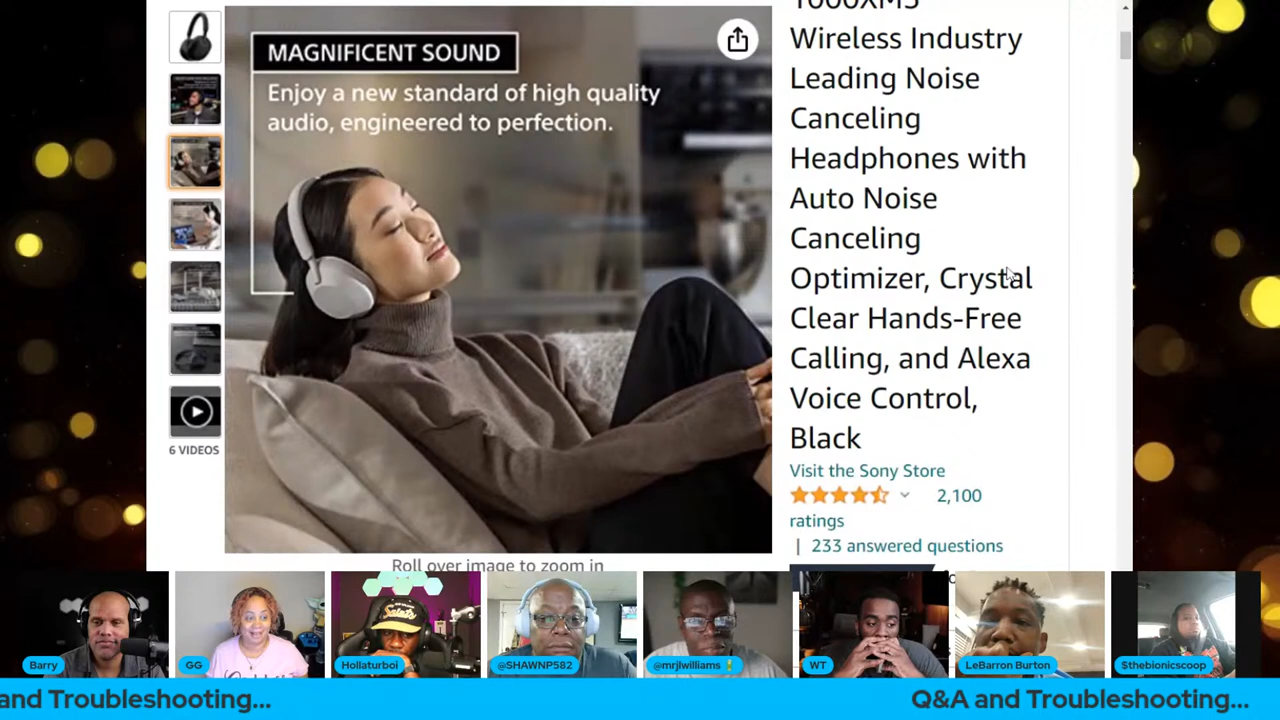 MAGNIFICENT SOUND
Enjoy a new standard of high quality
audio, engineered to perfection.
6 VIDEOS
Roll over image to zoom in
1000XM5
Wireless Industry
Leading Noise
Canceling
Headphones with
Auto Noise
Canceling
Optimizer, Crystal
Clear Hands-Free
Calling, and Alexa
Voice Control,
Black
Visit the Sony Store
2,100
ratings
| 233 answered questions
Barry
GG
Hollaturboi
@SHAWNP582
@mrjlwilliams
WT
LeBarron Burton
$thebionicscoop
and Troubleshooting...
Q&A and Troubleshooting...